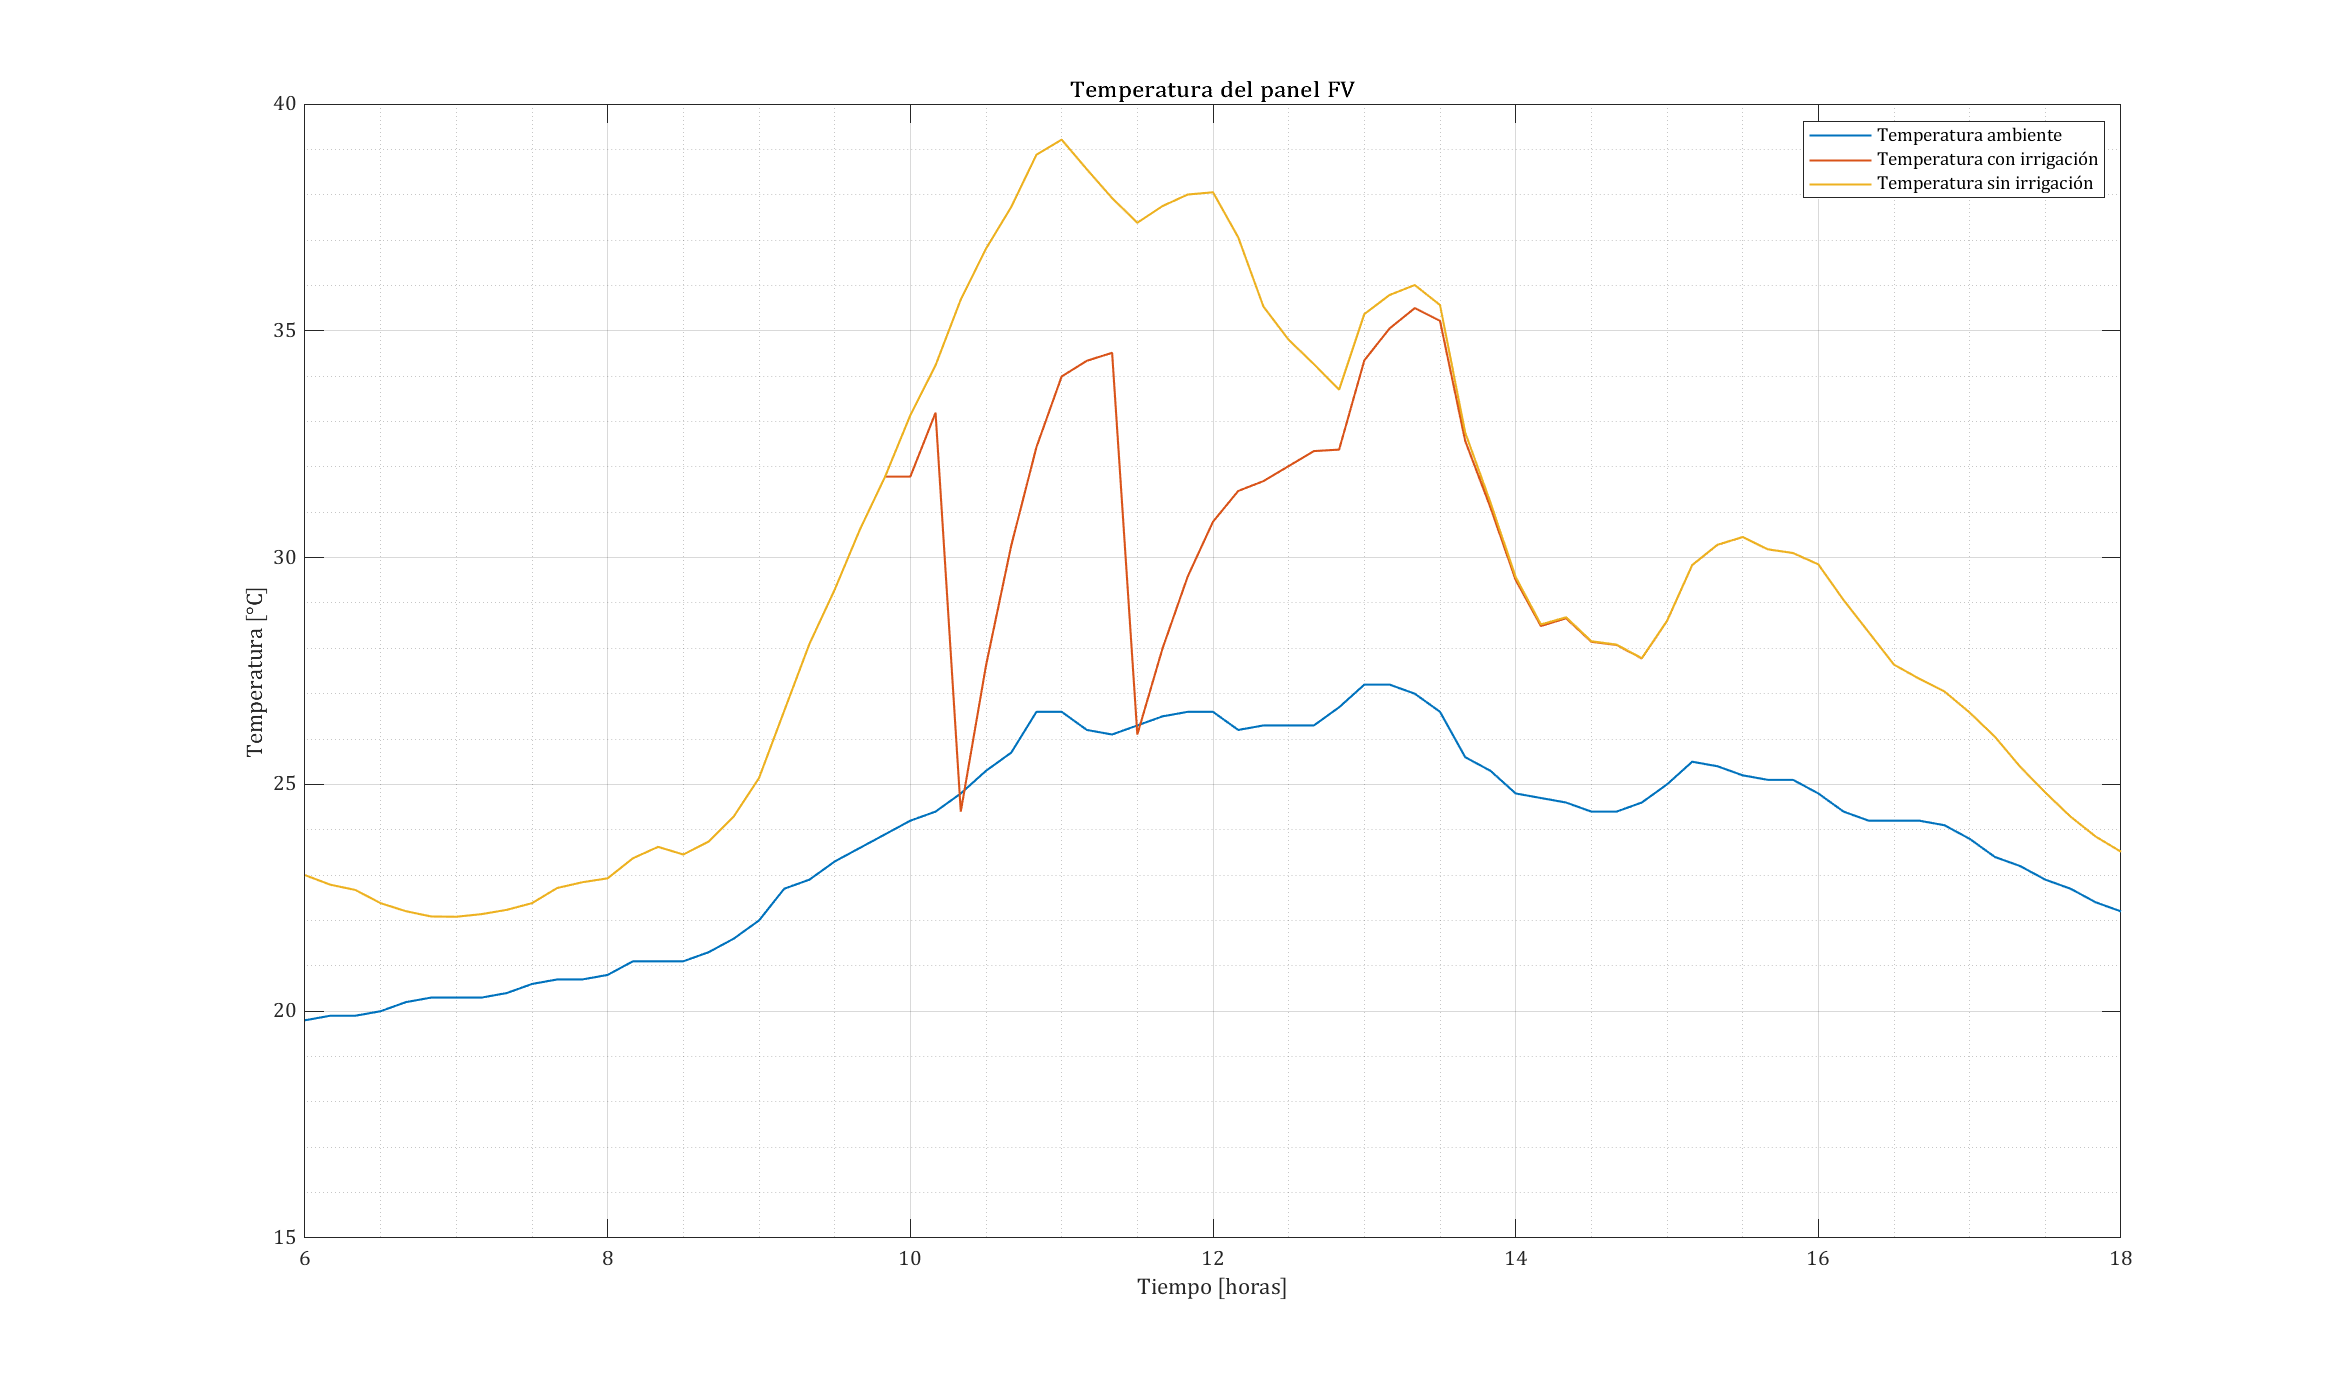 Temperatura del panel FV
Temperatura ambiente
Temperatura con irrigación
Temperatura sin irrigación
40
35
30
25
20
15
Temperatura [°C]
6 8 10 12 14 16 18
Tiempo [horas]